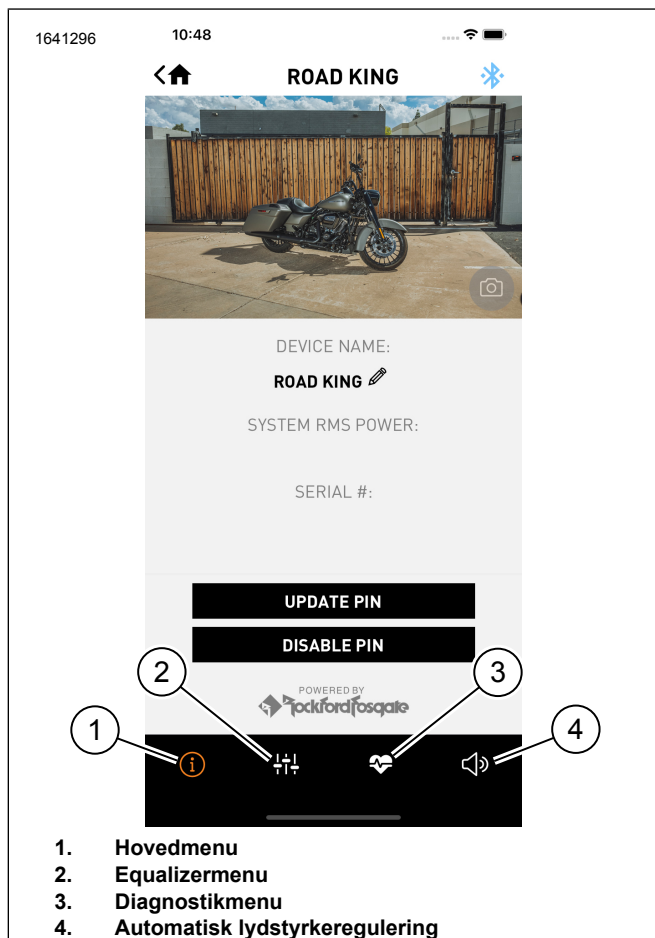 1641296
10:48
ROAD KING
DEVICE NAME:
ROAD KING
SYSTEM RMS POWER:
SERIAL #:
UPDATE PIN
DISABLE PIN
POWERED BY
Rockford Fosgate
2
3
1
4
1. Hovedmenu
2. Equalizermenu
3. Diagnostikmenu
4. Automatisk lydstyrkeregulering